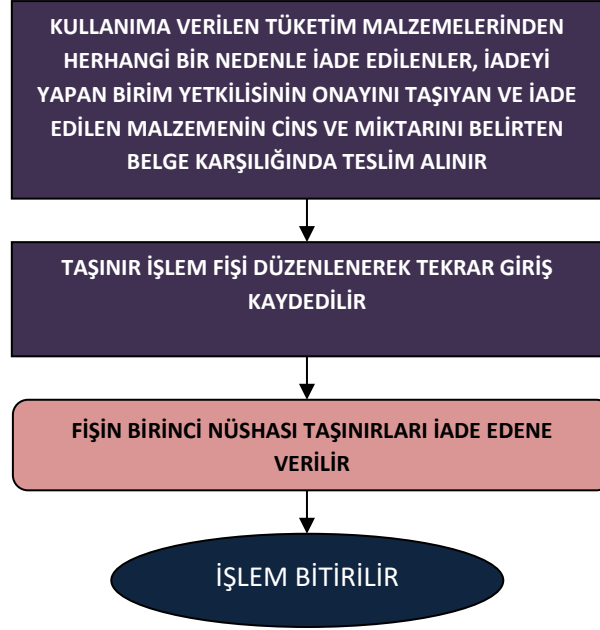 KULLANIMA VERİLEN TÜKETİM MALZEMELERİNDEN
HERHANGİ BİR NEDENLE İADE EDİLENLER, İADEYİ
YAPAN BİRİM YETKİLİSİNİN ONAYINI TAŞIYAN VE İADE
EDİLEN MALZEMENİN CİNS VE MİKTARINI BELİRTEN
BELGE KARŞILIĞINDA TESLİM ALINIR
TAŞINIR İŞLEM FİŞİ DÜZENLENEREK TEKRAR GİRİŞ
KAYDEDİLİR
FİŞİN BİRİNCİ NÜSHASI TAŞINIRLARI İADE EDENE
VERİLİR
İŞLEM BİTİRİLİR